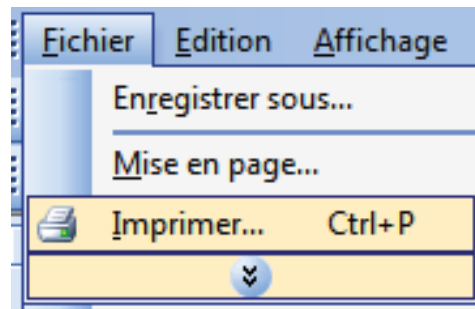 Fichier Edition Affichage
Enregistrer sous...
Mise en page...
Imprimer... Ctrl+P